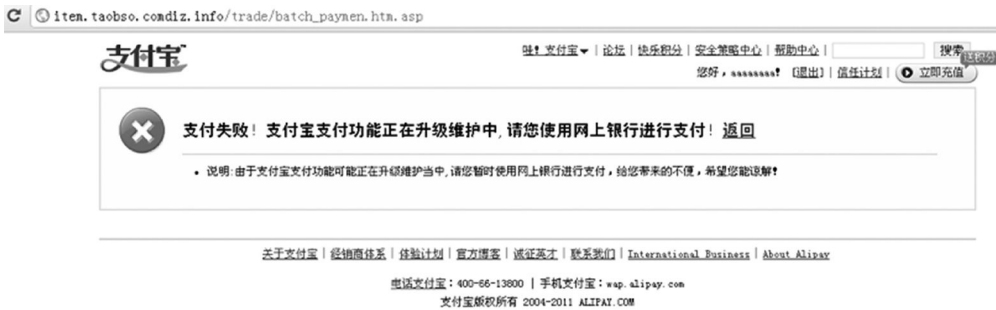 iten.taobso.comdiz.info/trade/batch_paymen.htm.asp
支付宝 哇!支付宝 | 论坛 | 快乐积分 | 安全策略中心 | 帮助中心 | 搜索
送积分
您好,aaaaaaaa! [退出] | 信任计划 | 立即充值
支付失败! 支付宝支付功能正在升级维护中,请您使用网上银行进行支付! 返回
• 说明:由于支付宝支付功能可能正在升级维护当中,请您暂时使用网上银行进行支付,给您带来的不便,希望您能谅解!
关于支付宝 | 经销商体系 | 体验计划 | 官方博客 | 诚征英才 | 联系我们 | International Business | About Alipay
电话支付宝:400-66-13800 | 手机支付宝:wap.alipay.com
支付宝版权所有 2004-2011 ALIPAY.COM